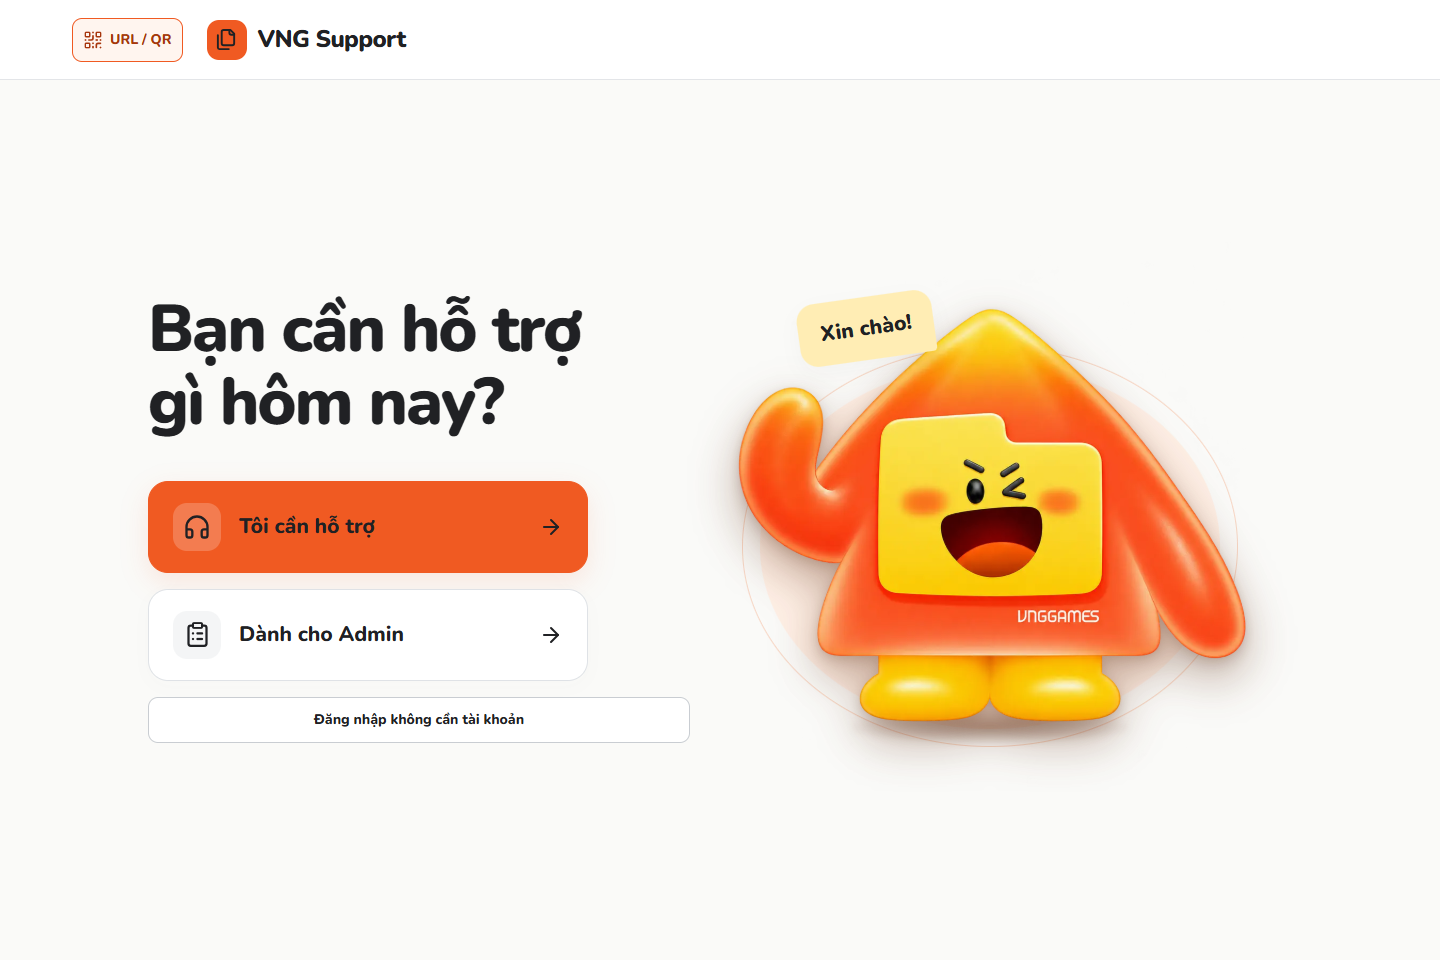 URL / QR
VNG Support
Bạn cần hỗ trợ
gì hôm nay?
Xin chào!
Tôi cần hỗ trợ
Dành cho Admin
Đăng nhập không cần tài khoản
VNGGAMES